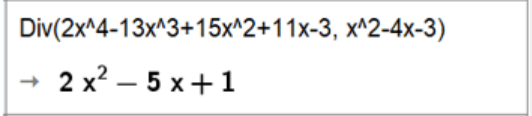 Div(2x^4-13x^3+15x^2+11x-3, x^2-4x-3)
→ 2 x² – 5 x + 1